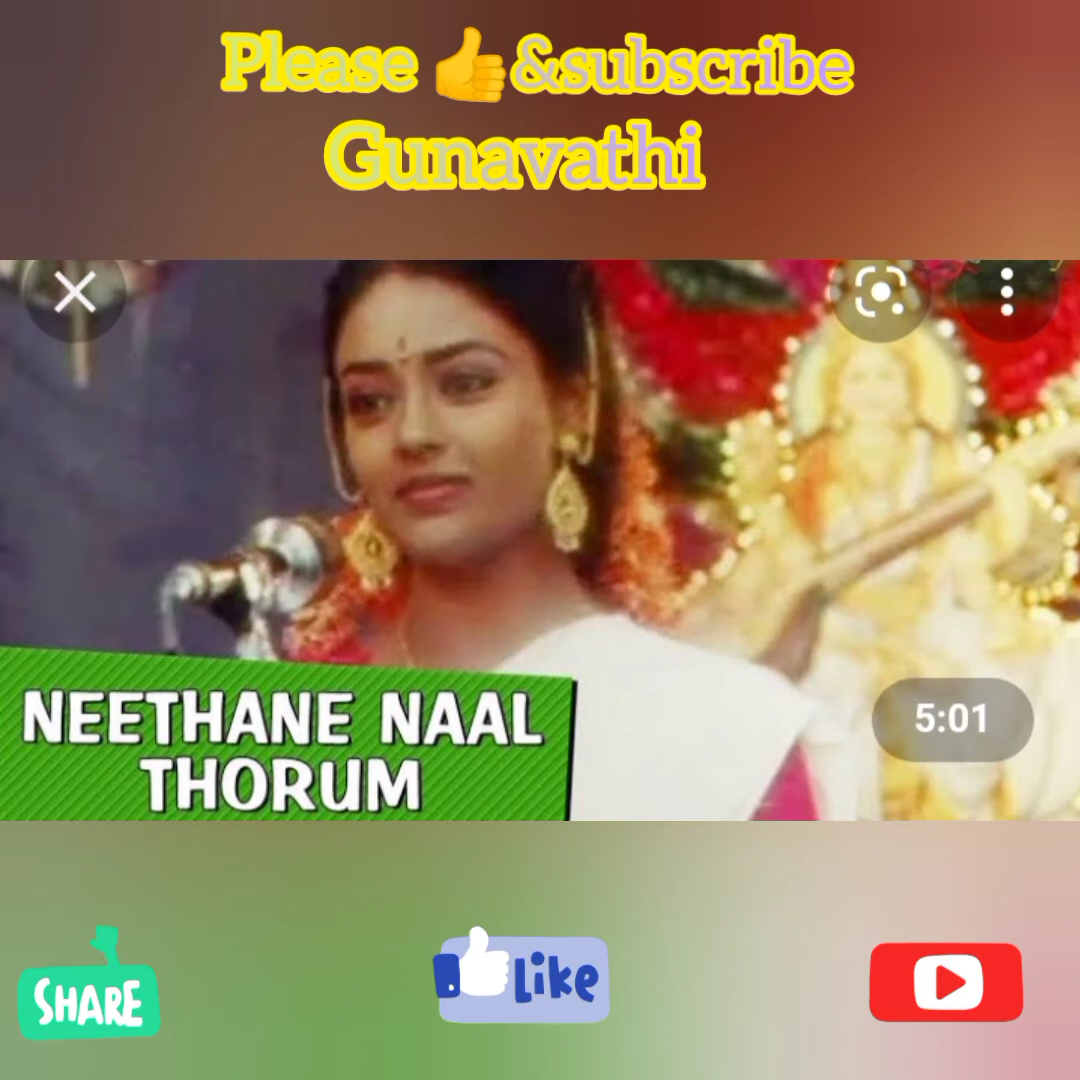 Please 👍&subscribe
Gunavathi
NEETHANE NAAL
THORUM
5:01
SHARE
Like